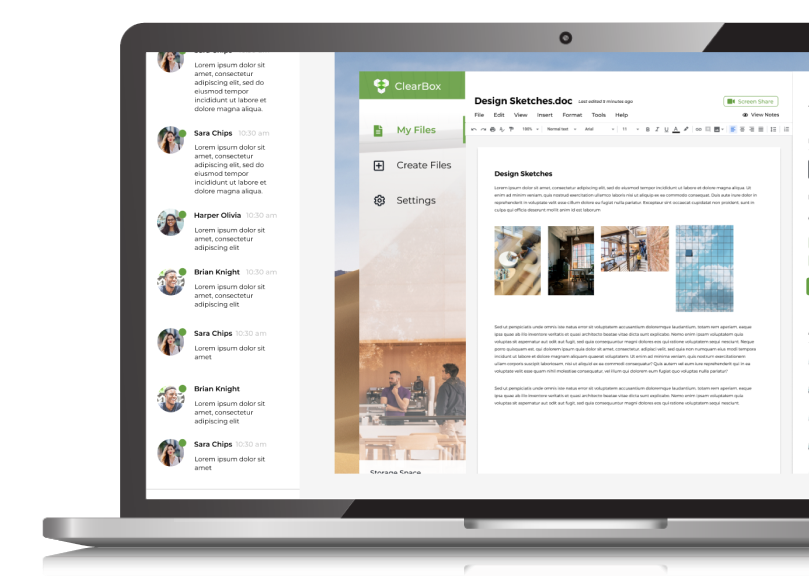 Sara Chips 10:30 am
Lorem ipsum dolor sit
amet, consectetur
adipiscing elit, sed do
eiusmod tempor
incididunt ut labore et
dolore magna aliqua.
Sara Chips 10:30 am
Lorem ipsum dolor sit
amet, consectetur
adipiscing elit, sed do
eiusmod tempor
incididunt ut labore et
dolore magna aliqua.
Harper Olivia 10:30 am
Lorem ipsum dolor sit
amet, consectetur
adipiscing elit
Brian Knight 10:30 am
Lorem ipsum dolor sit
amet, consectetur
adipiscing elit
Sara Chips 10:30 am
Lorem ipsum dolor sit
amet
Brian Knight
Lorem ipsum dolor sit
amet, consectetur
adipiscing elit
Sara Chips 10:30 am
Lorem ipsum dolor sit
amet
ClearBox
My Files
Create Files
Settings
Storage Space
Design Sketches.doc Last edited 5 minutes ago
Screen Share
File Edit View Insert Format Tools Help
View Notes
100% Normal text Arial 11 B I U A
Design Sketches
Lorem ipsum dolor sit amet, consectetur adipiscing elit, sed do eiusmod tempor incididunt ut labore et dolore magna aliqua. Ut
enim ad minim veniam, quis nostrud exercitation ullamco laboris nisi ut aliquip ex ea commodo consequat. Duis aute irure dolor in
reprehenderit in voluptate velit esse cillum dolore eu fugiat nulla pariatur. Excepteur sint occaecat cupidatat non proident, sunt in
culpa qui officia deserunt mollit anim id est laborum
Sed ut perspiciatis unde omnis iste natus error sit voluptatem accusantium doloremque laudantium, totam rem aperiam, eaque
ipsa quae ab illo inventore veritatis et quasi architecto beatae vitae dicta sunt explicabo. Nemo enim ipsam voluptatem quia
voluptas sit aspernatur aut odit aut fugit, sed quia consequuntur magni dolores eos qui ratione voluptatem sequi nesciunt. Neque
porro quisquam est, qui dolorem ipsum quia dolor sit amet, consectetur, adipisci velit, sed quia non numquam eius modi tempora
incidunt ut labore et dolore magnam aliquam quaerat voluptatem. Ut enim ad minima veniam, quis nostrum exercitationem
ullam corporis suscipit laboriosam, nisi ut aliquid ex ea commodi consequatur? Quis autem vel eum iure reprehenderit qui in ea
voluptate velit esse quam nihil molestiae consequatur, vel illum qui dolorem eum fugiat quo voluptas nulla pariatur?
Sed ut perspiciatis unde omnis iste natus error sit voluptatem accusantium doloremque laudantium, totam rem aperiam, eaque
ipsa quae ab illo inventore veritatis et quasi architecto beatae vitae dicta sunt explicabo. Nemo enim ipsam voluptatem quia
voluptas sit aspernatur aut odit aut fugit, sed quia consequuntur magni dolores eos qui ratione voluptatem sequi nesciunt.